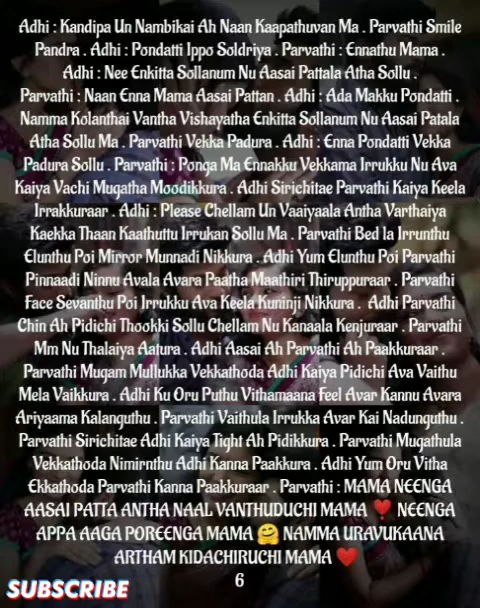 Adhi : Kandipa Un Nambikai Ah Naan Kaapathuvan Ma . Parvathi Smile
Pandra . Adhi : Pondatti Ippo Soldriya . Parvathi : Ennathu Mama .
Adhi : Nee Enkitta Sollanum Nu Aasai Pattala Atha Sollu .
Parvathi : Naan Enna Mama Aasai Pattan . Adhi : Ada Makku Pondatti .
Namma Kolanthai Vantha Vishayatha Enkitta Sollanum Nu Aasai Patala
Atha Sollu Ma . Parvathi Vekka Padura . Adhi : Enna Pondatti Vekka
Padura Sollu . Parvathi : Ponga Ma Ennakku Vekkama Irrukku Nu Ava
Kaiya Vachi Mugatha Moodikkura . Adhi Sirichitae Parvathi Kaiya Keela
Irrakkuraar . Adhi : Please Chellam Un Vaaiyaala Antha Varthaiya
Kaekka Thaan Kaathuttu Irrukan Sollu Ma . Parvathi Bed la Irrunthu
Elunthu Poi Mirror Munnadi Nikkura . Adhi Yum Elunthu Poi Parvathi
Pinnaadi Ninnu Avala Avara Paatha Maathiri Thiruppuraar . Parvathi
Face Sevanthu Poi Irrukku Ava Keela Kuninji Nikkura . Adhi Parvathi
Chin Ah Pidichi Thookki Sollu Chellam Nu Kanaala Kenjuraar . Parvathi
Mm Nu Thalaiya Aatura . Adhi Aasai Ah Parvathi Ah Paakkuraar .
Parvathi Mugam Mullukka Vekkathoda Adhi Kaiya Pidichi Ava Vaithu
Mela Vaikkura . Adhi Ku Oru Puthu Vithamaana Feel Avar Kannu Avara
Ariyaama Kalanguthu . Parvathi Vaithula Irrukka Avar Kai Nadunguthu .
Parvathi Sirichitae Adhi Kaiya Tight Ah Pidikkura . Parvathi Mugathula
Vekkathoda Nimirnthu Adhi Kanna Paakkura . Adhi Yum Oru Vitha
Ekkathoda Parvathi Kanna Paakkuraar . Parvathi : MAMA NEENGA
AASAI PATTA ANTHA NAAL VANTHUDUCHI MAMA ❣️ NEENGA
APPA AAGA POREENGA MAMA 🤗 NAMMA URAVUKAANA
ARTHAM KIDACHIRUCHI MAMA ❤️
SUBSCRIBE
6